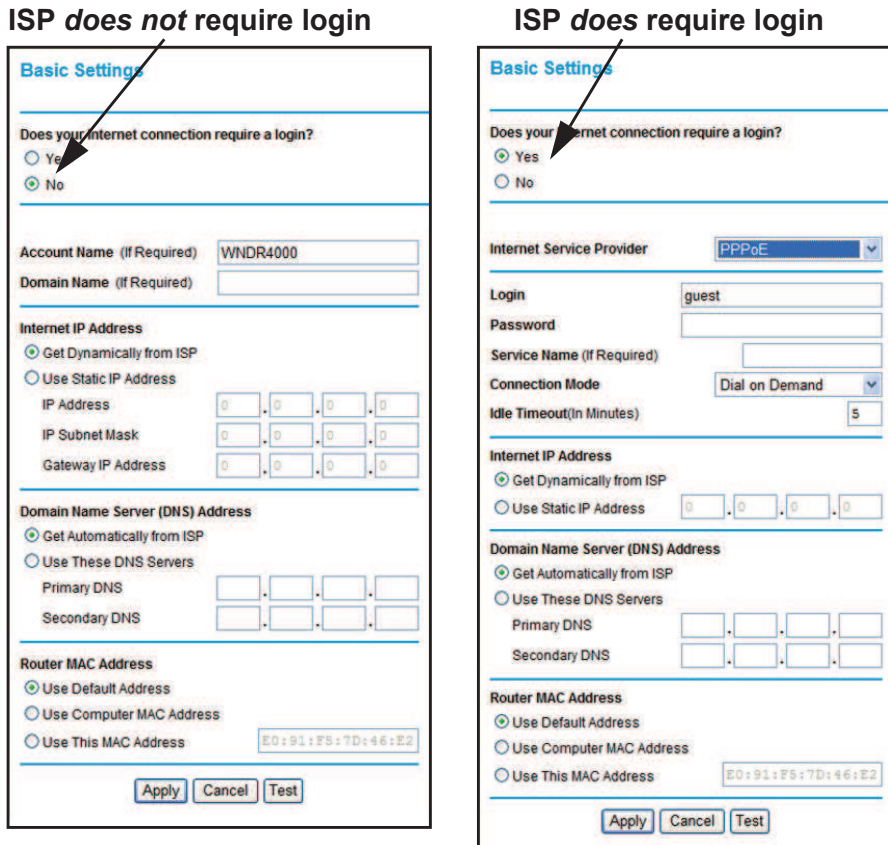 ISP does not require login
Basic Settings
Does your Internet connection require a login?
Yes
No
Account Name (If Required) WNDR4000
Domain Name (If Required)
Internet IP Address
Get Dynamically from ISP
Use Static IP Address
IP Address 0 . 0 . 0 . 0
IP Subnet Mask 0 . 0 . 0 . 0
Gateway IP Address 0 . 0 . 0 . 0
Domain Name Server (DNS) Address
Get Automatically from ISP
Use These DNS Servers
Primary DNS . . .
Secondary DNS . . .
Router MAC Address
Use Default Address
Use Computer MAC Address
Use This MAC Address E0:91:F5:7D:46:E2
Apply Cancel Test
ISP does require login
Basic Settings
Does your Internet connection require a login?
Yes
No
Internet Service Provider PPPoE
Login guest
Password
Service Name (If Required)
Connection Mode Dial on Demand
Idle Timeout(In Minutes) 5
Internet IP Address
Get Dynamically from ISP
Use Static IP Address 0 . 0 . 0 . 0
Domain Name Server (DNS) Address
Get Automatically from ISP
Use These DNS Servers
Primary DNS . . .
Secondary DNS . . .
Router MAC Address
Use Default Address
Use Computer MAC Address
Use This MAC Address E0:91:F5:7D:46:E2
Apply Cancel Test